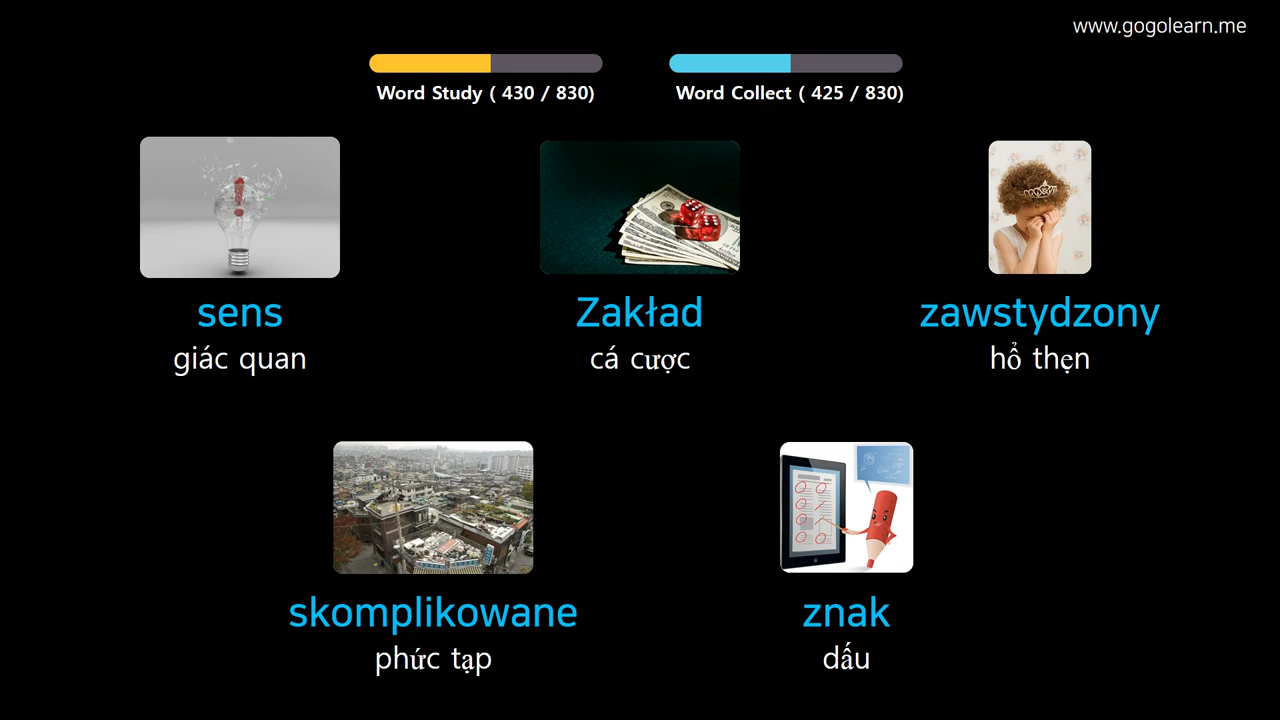 www.gogolearn.me
Word Study ( 430 / 830)
Word Collect ( 425 / 830)
sens
giác quan
Zakład
cá cược
zawstydzony
hổ thẹn
skomplikowane
phức tạp
znak
dấu